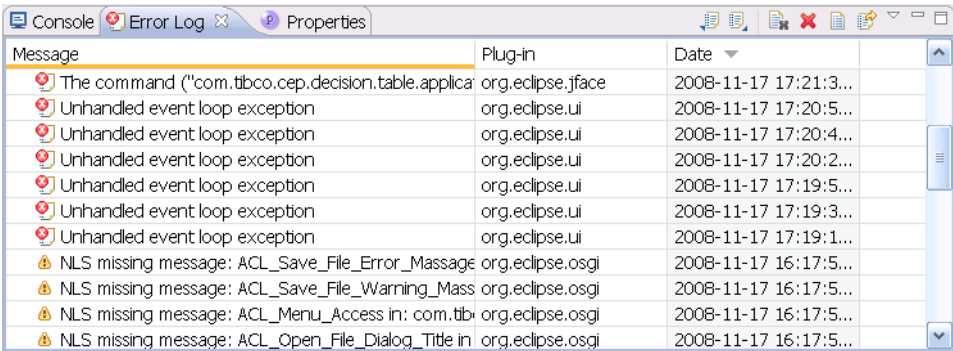 Console Error Log Properties
Message Plug-in Date
The command ("com.tibco.cep.decision.table.applica org.eclipse.jface 2008-11-17 17:21:3...
Unhandled event loop exception org.eclipse.ui 2008-11-17 17:20:5...
Unhandled event loop exception org.eclipse.ui 2008-11-17 17:20:4...
Unhandled event loop exception org.eclipse.ui 2008-11-17 17:20:2...
Unhandled event loop exception org.eclipse.ui 2008-11-17 17:19:5...
Unhandled event loop exception org.eclipse.ui 2008-11-17 17:19:3...
Unhandled event loop exception org.eclipse.ui 2008-11-17 17:19:1...
NLS missing message: ACL_Save_File_Error_Massage org.eclipse.osgi 2008-11-17 16:17:5...
NLS missing message: ACL_Save_File_Warning_Mass org.eclipse.osgi 2008-11-17 16:17:5...
NLS missing message: ACL_Menu_Access in: com.tib org.eclipse.osgi 2008-11-17 16:17:5...
NLS missing message: ACL_Open_File_Dialog_Title in org.eclipse.osgi 2008-11-17 16:17:5...